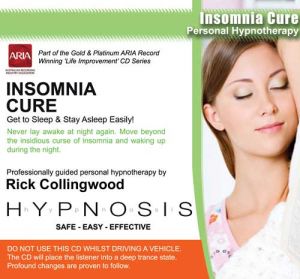 Insomnia Cure
Personal Hypnotherapy
ARIA
AUSTRALIAN RECORDING
INDUSTRY ASSOCIATION
Part of the Gold & Platinum ARIA Record
Winning 'Life Improvement' CD Series
INSOMNIA
CURE
Get to Sleep & Stay Asleep Easily!
Never lay awake at night again. Move beyond
the insidious curse of insomnia and waking up
during the night.
Professionally guided personal hypnotherapy by
Rick Collingwood
HYPNOSIS
SAFE - EASY - EFFECTIVE
DO NOT USE THIS CD WHILST DRIVING A VEHICLE.
The CD will place the listener into a deep trance state.
Profound changes are proven to follow.